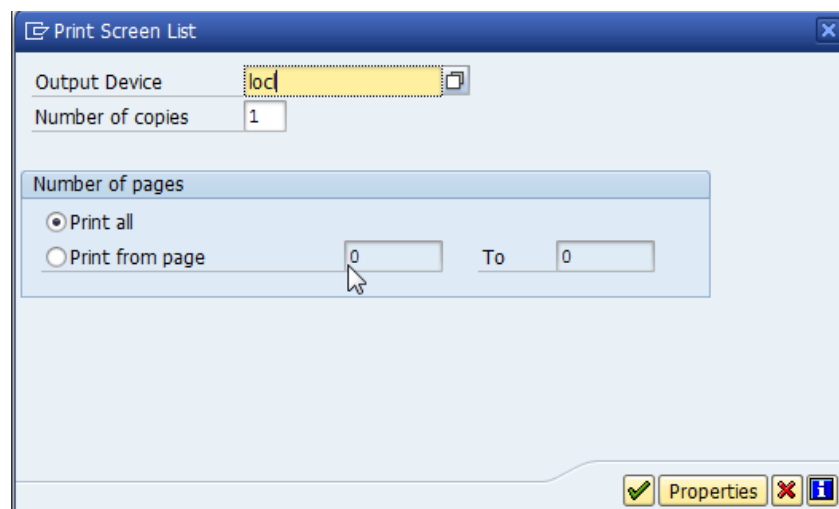 Print Screen List
Output Device locl
Number of copies 1
Number of pages
Print all
Print from page 0 To 0
Properties